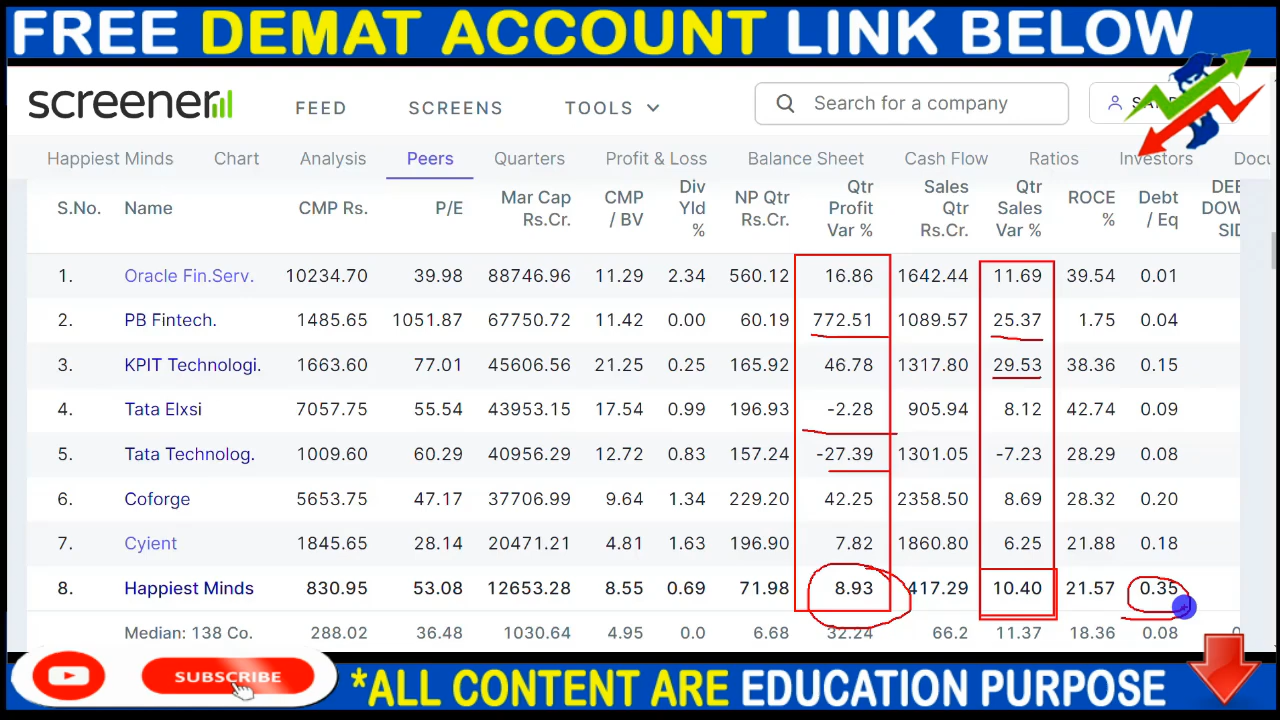 FREE DEMAT ACCOUNT LINK BELOW
screener FEED SCREENS TOOLS Search for a company
Happiest Minds Chart Analysis Peers Quarters Profit & Loss Balance Sheet Cash Flow Ratios Investors
S.No. Name CMP Rs. P/E Mar Cap Rs.Cr. CMP / BV Div Yld % NP Qtr Rs.Cr. Qtr Profit Var % Sales Qtr Rs.Cr. Qtr Sales Var % ROCE % Debt / Eq
1. Oracle Fin.Serv. 10234.70 39.98 88746.96 11.29 2.34 560.12 16.86 1642.44 11.69 39.54 0.01
2. PB Fintech. 1485.65 1051.87 67750.72 11.42 0.00 60.19 772.51 1089.57 25.37 1.75 0.04
3. KPIT Technologi. 1663.60 77.01 45606.56 21.25 0.25 165.92 46.78 1317.80 29.53 38.36 0.15
4. Tata Elxsi 7057.75 55.54 43953.15 17.54 0.99 196.93 -2.28 905.94 8.12 42.74 0.09
5. Tata Technolog. 1009.60 60.29 40956.29 12.72 0.83 157.24 -27.39 1301.05 -7.23 28.29 0.08
6. Coforge 5653.75 47.17 37706.99 9.64 1.34 229.20 42.25 2358.50 8.69 28.32 0.20
7. Cyient 1845.65 28.14 20471.21 4.81 1.63 196.90 7.82 1860.80 6.25 21.88 0.18
8. Happiest Minds 830.95 53.08 12653.28 8.55 0.69 71.98 8.93 417.29 10.40 21.57 0.35
Median: 138 Co. 288.02 36.48 1030.64 4.95 0.0 6.68 32.24 66.2 11.37 18.36 0.08
SUBSCRIBE *ALL CONTENT ARE EDUCATION PURPOSE